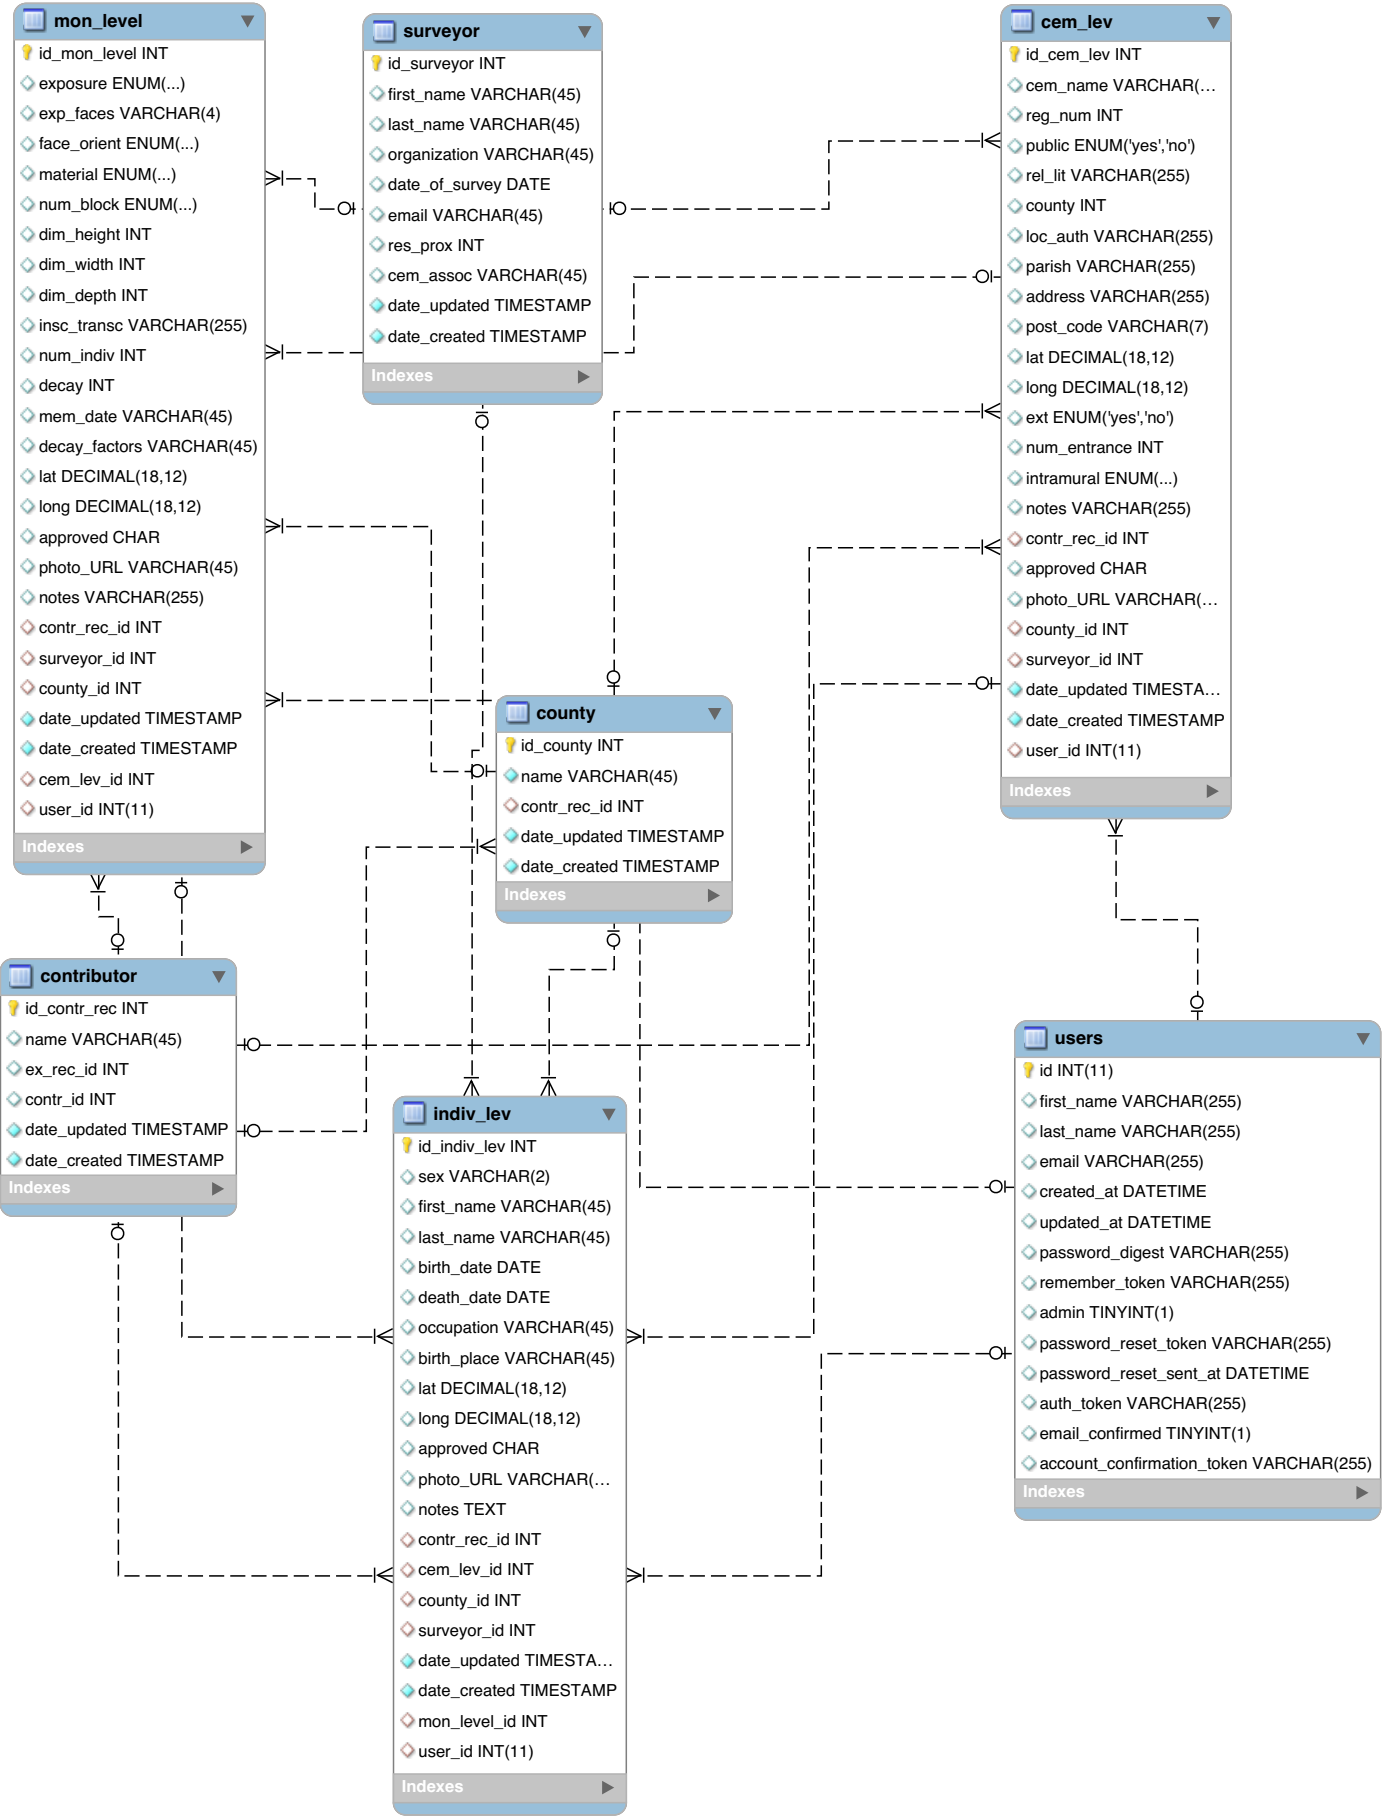 mon_level
id_mon_level INT
exposure ENUM(...)
exp_faces VARCHAR(4)
face_orient ENUM(...)
material ENUM(...)
num_block ENUM(...)
dim_height INT
dim_width INT
dim_depth INT
insc_transc VARCHAR(255)
num_indiv INT
decay INT
mem_date VARCHAR(45)
decay_factors VARCHAR(45)
lat DECIMAL(18,12)
long DECIMAL(18,12)
approved CHAR
photo_URL VARCHAR(45)
notes VARCHAR(255)
contr_rec_id INT
surveyor_id INT
county_id INT
date_updated TIMESTAMP
date_created TIMESTAMP
cem_lev_id INT
user_id INT(11)
Indexes
surveyor
id_surveyor INT
first_name VARCHAR(45)
last_name VARCHAR(45)
organization VARCHAR(45)
date_of_survey DATE
email VARCHAR(45)
res_prox INT
cem_assoc VARCHAR(45)
date_updated TIMESTAMP
date_created TIMESTAMP
Indexes
cem_lev
id_cem_lev INT
cem_name VARCHAR(...
reg_num INT
public ENUM('yes','no')
rel_lit VARCHAR(255)
county INT
loc_auth VARCHAR(255)
parish VARCHAR(255)
address VARCHAR(255)
post_code VARCHAR(7)
lat DECIMAL(18,12)
long DECIMAL(18,12)
ext ENUM('yes','no')
num_entrance INT
intramural ENUM(...)
notes VARCHAR(255)
contr_rec_id INT
approved CHAR
photo_URL VARCHAR(...
county_id INT
surveyor_id INT
date_updated TIMESTA...
date_created TIMESTAMP
user_id INT(11)
Indexes
county
id_county INT
name VARCHAR(45)
contr_rec_id INT
date_updated TIMESTAMP
date_created TIMESTAMP
Indexes
contributor
id_contr_rec INT
name VARCHAR(45)
ex_rec_id INT
contr_id INT
date_updated TIMESTAMP
date_created TIMESTAMP
Indexes
indiv_lev
id_indiv_lev INT
sex VARCHAR(2)
first_name VARCHAR(45)
last_name VARCHAR(45)
birth_date DATE
death_date DATE
occupation VARCHAR(45)
birth_place VARCHAR(45)
lat DECIMAL(18,12)
long DECIMAL(18,12)
approved CHAR
photo_URL VARCHAR(...
notes TEXT
contr_rec_id INT
cem_lev_id INT
county_id INT
surveyor_id INT
date_updated TIMESTA...
date_created TIMESTAMP
mon_level_id INT
user_id INT(11)
Indexes
users
id INT(11)
first_name VARCHAR(255)
last_name VARCHAR(255)
email VARCHAR(255)
created_at DATETIME
updated_at DATETIME
password_digest VARCHAR(255)
remember_token VARCHAR(255)
admin TINYINT(1)
password_reset_token VARCHAR(255)
password_reset_sent_at DATETIME
auth_token VARCHAR(255)
email_confirmed TINYINT(1)
account_confirmation_token VARCHAR(255)
Indexes